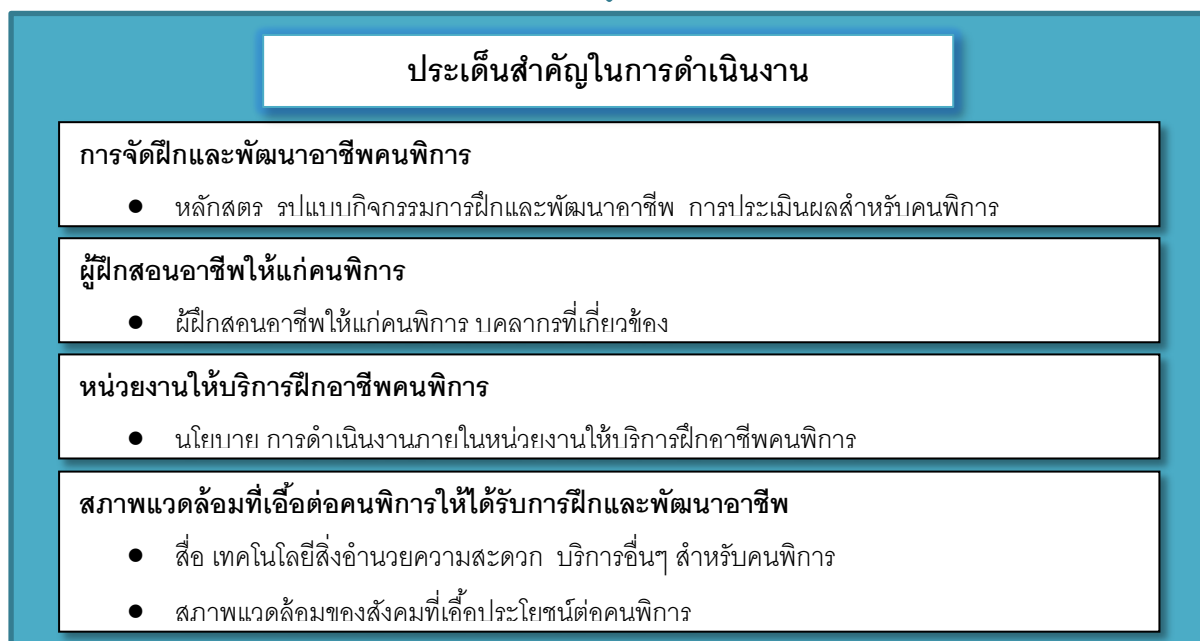 ประเด็นสำคัญในการดำเนินงาน
การจัดฝึกและพัฒนาอาชีพคนพิการ
● หลักสูตร รูปแบบกิจกรรมการฝึกและพัฒนาอาชีพ การประเมินผลสำหรับคนพิการ
ผู้ฝึกสอนอาชีพให้แก่คนพิการ
● ผู้ฝึกสอนอาชีพให้แก่คนพิการ บุคลากรที่เกี่ยวข้อง
หน่วยงานให้บริการฝึกอาชีพคนพิการ
● นโยบาย การดำเนินงานภายในหน่วยงานให้บริการฝึกอาชีพคนพิการ
สภาพแวดล้อมที่เอื้อต่อคนพิการให้ได้รับการฝึกและพัฒนาอาชีพ
● สื่อ เทคโนโลยีสิ่งอำนวยความสะดวก บริการอื่นๆ สำหรับคนพิการ
● สภาพแวดล้อมของสังคมที่เอื้อประโยชน์ต่อคนพิการ